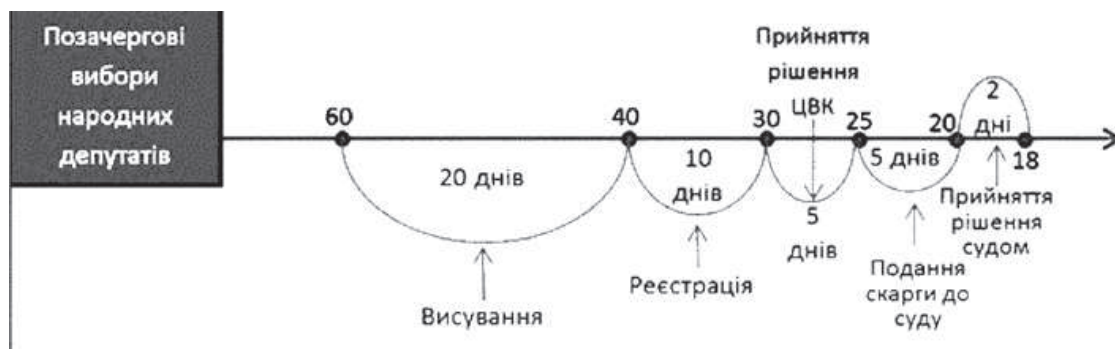 Позачергові
вибори
народних
депутатів
60
20 днів
Висування
40
10
днів
Реєстрація
30
Прийняття
рішення
ЦВК
5
днів
25
5 днів
Подання
скарги до
суду
20
2
дні
18
Прийняття
рішення
судом